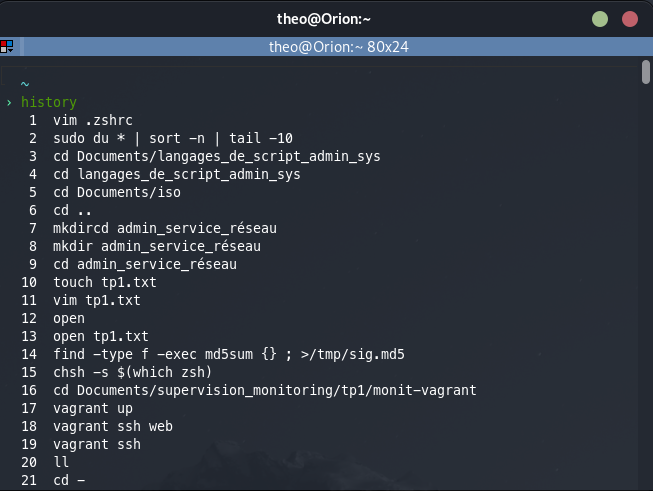 theo@Orion:~
theo@Orion:~ 80x24
~
› history
1 vim .zshrc
2 sudo du * | sort -n | tail -10
3 cd Documents/langages_de_script_admin_sys
4 cd langages_de_script_admin_sys
5 cd Documents/iso
6 cd ..
7 mkdircd admin_service_réseau
8 mkdir admin_service_réseau
9 cd admin_service_réseau
10 touch tp1.txt
11 vim tp1.txt
12 open
13 open tp1.txt
14 find -type f -exec md5sum {} ; >/tmp/sig.md5
15 chsh -s $(which zsh)
16 cd Documents/supervision_monitoring/tp1/monit-vagrant
17 vagrant up
18 vagrant ssh web
19 vagrant ssh
20 ll
21 cd -